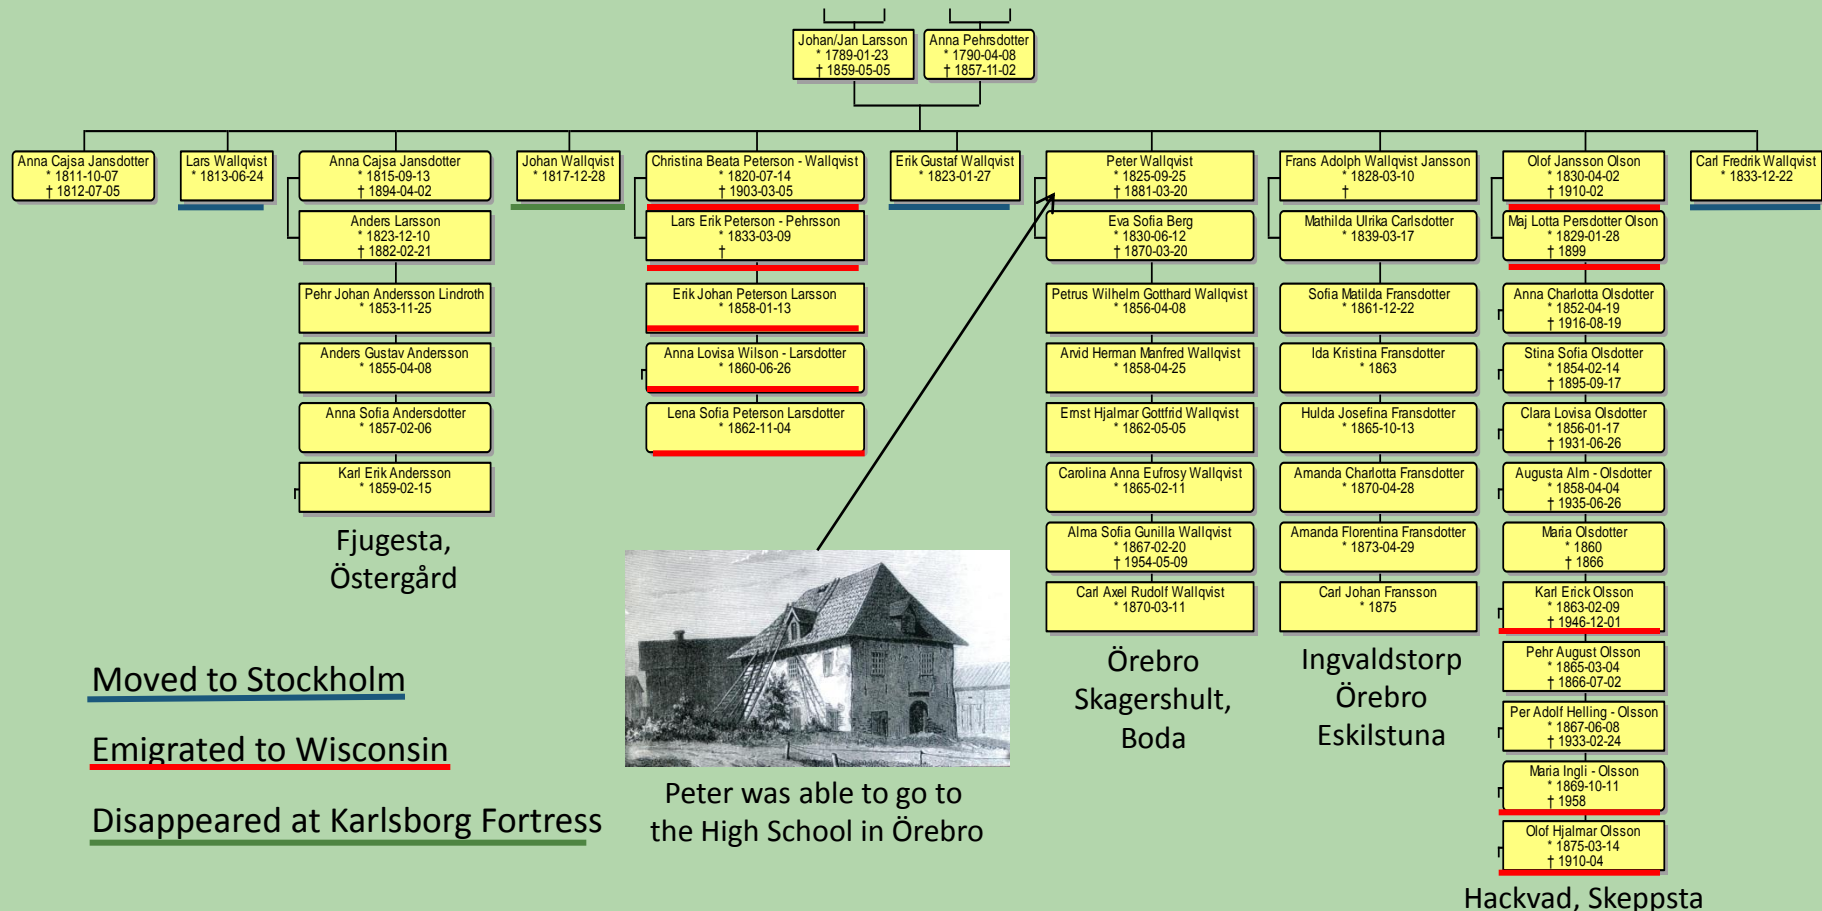 Johan/Jan Larsson
* 1789-01-23
† 1859-05-05
Anna Pehrsdotter
* 1790-04-08
† 1857-11-02
Anna Cajsa Jansdotter
* 1811-10-07
† 1812-07-05
Lars Wallqvist
* 1813-06-24
Anna Cajsa Jansdotter
* 1815-09-13
† 1894-04-02
Anders Larsson
* 1823-12-10
† 1882-02-21
Pehr Johan Andersson Lindroth
* 1853-11-25
Anders Gustav Andersson
* 1855-04-08
Anna Sofia Andersdotter
* 1857-02-06
Karl Erik Andersson
* 1859-02-15
Fjugesta,
Östergård
Johan Wallqvist
* 1817-12-28
Christina Beata Peterson - Wallqvist
* 1820-07-14
† 1903-03-05
Lars Erik Peterson - Pehrsson
* 1833-03-09
†
Erik Johan Peterson Larsson
* 1858-01-13
Anna Lovisa Wilson - Larsdotter
* 1860-06-26
Lena Sofia Peterson Larsdotter
* 1862-11-04
Erik Gustaf Wallqvist
* 1823-01-27
Peter Wallqvist
* 1825-09-25
† 1881-03-20
Eva Sofia Berg
* 1830-06-12
† 1870-03-20
Petrus Wilhelm Gotthard Wallqvist
* 1856-04-08
Arvid Herman Manfred Wallqvist
* 1858-04-25
Ernst Hjalmar Gottfrid Wallqvist
* 1862-05-05
Carolina Anna Eufrosy Wallqvist
* 1865-02-11
Alma Sofia Gunilla Wallqvist
* 1867-02-20
† 1954-05-09
Carl Axel Rudolf Wallqvist
* 1870-03-11
Örebro
Skagershult,
Boda
Frans Adolph Wallqvist Jansson
* 1828-03-10
†
Mathilda Ulrika Carlsdotter
* 1839-03-17
Sofia Matilda Fransdotter
* 1861-12-22
Ida Kristina Fransdotter
* 1863
Hulda Josefina Fransdotter
* 1865-10-13
Amanda Charlotta Fransdotter
* 1870-04-28
Amanda Florentina Fransdotter
* 1873-04-29
Carl Johan Fransson
* 1875
Ingvaldstorp
Örebro
Eskilstuna
Olof Jansson Olson
* 1830-04-02
† 1910-02
Maj Lotta Persdotter Olson
* 1829-01-28
† 1899
Anna Charlotta Olsdotter
* 1852-04-19
† 1916-08-19
Stina Sofia Olsdotter
* 1854-02-14
† 1895-09-17
Clara Lovisa Olsdotter
* 1856-01-17
† 1931-06-26
Augusta Alm - Olsdotter
* 1858-04-04
† 1935-06-26
Maria Olsdotter
* 1860
† 1866
Karl Erick Olsson
* 1863-02-09
† 1946-12-01
Pehr August Olsson
* 1865-03-04
† 1866-07-02
Per Adolf Helling - Olsson
* 1867-06-08
† 1933-02-24
Maria Ingli - Olsson
* 1869-10-11
† 1958
Olof Hjalmar Olsson
* 1875-03-14
† 1910-04
Hackvad, Skeppsta
Carl Fredrik Wallqvist
* 1833-12-22
Moved to Stockholm
Emigrated to Wisconsin
Disappeared at Karlsborg Fortress
Peter was able to go to
the High School in Örebro